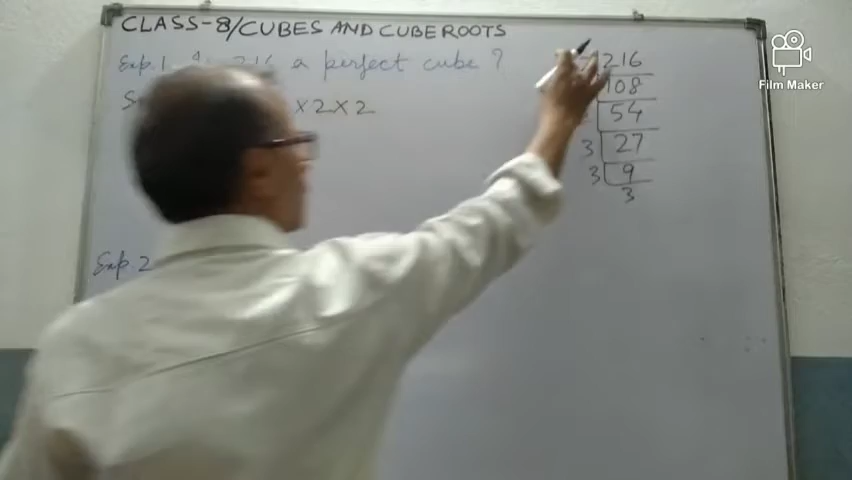 CLASS-8/CUBES AND CUBE ROOTS
Exp. 1 216 a perfect cube ?
× 2 × 2
216
108
54
3 27
3 9
3
Exp. 2
Film Maker